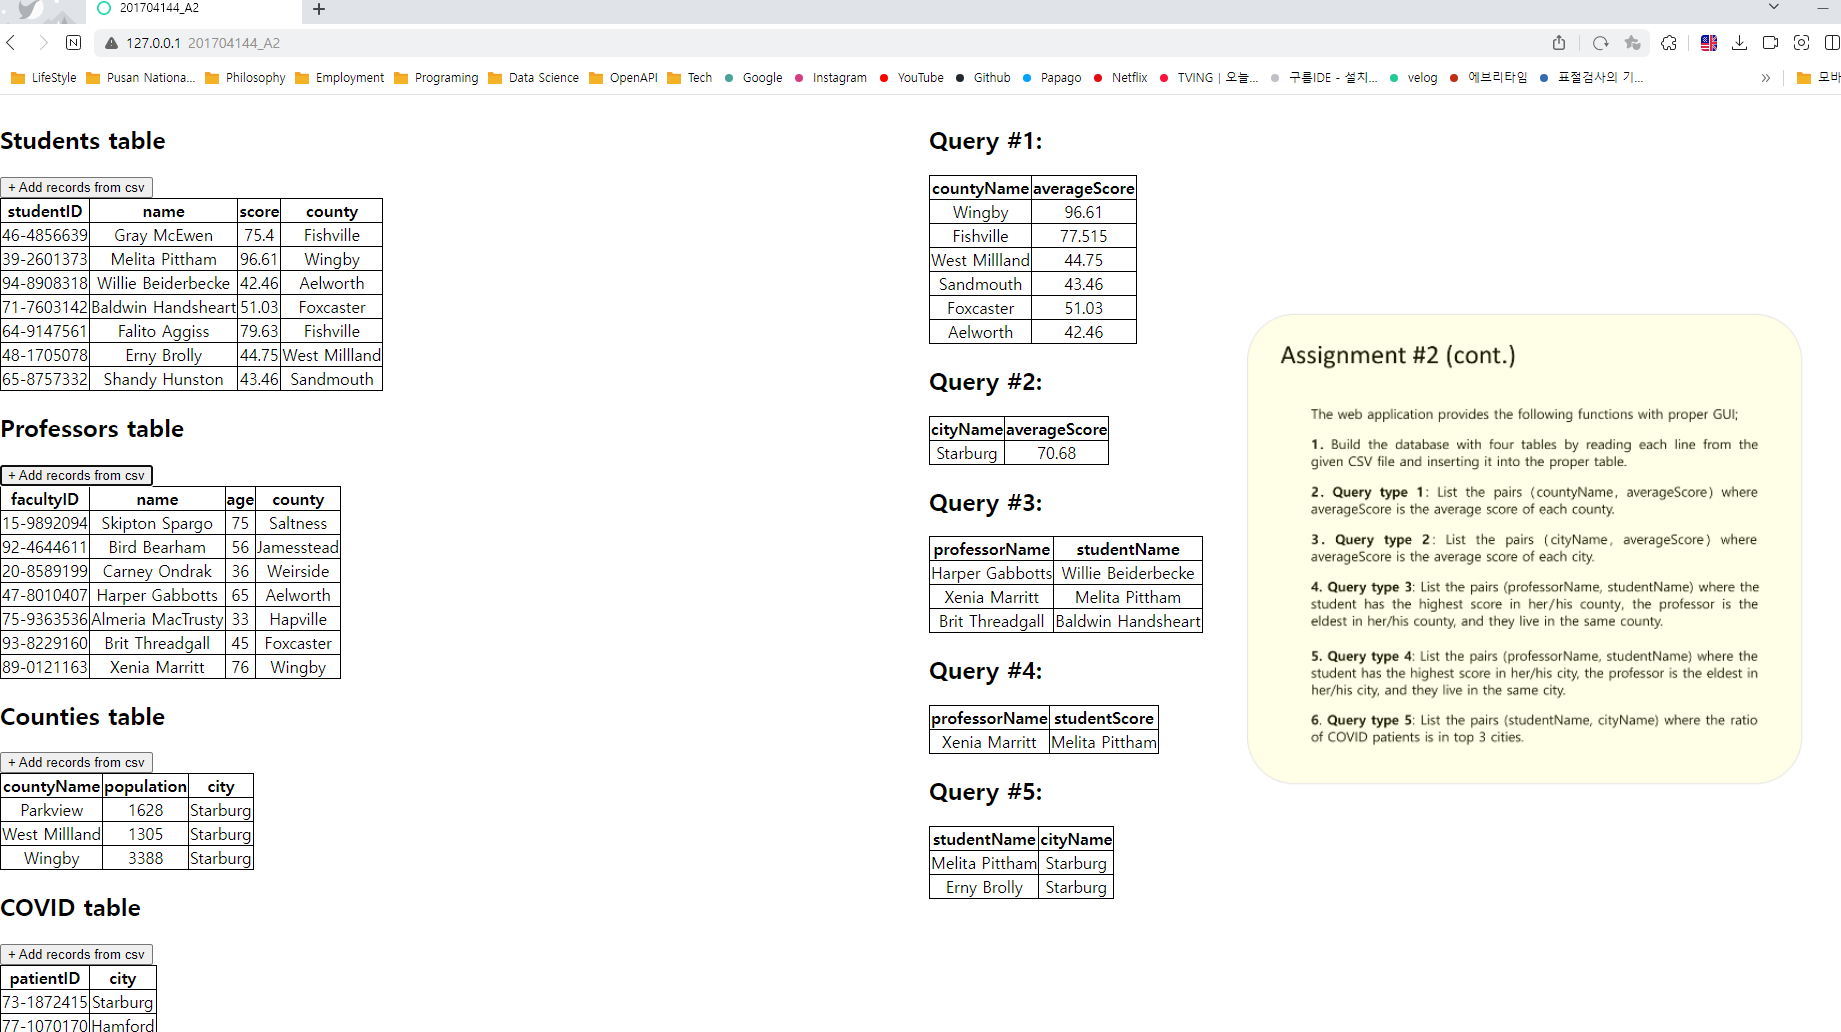 201704144_A2
127.0.0.1 201704144_A2
LifeStyle Pusan Nationa... Philosophy Employment Programing Data Science OpenAPI Tech Google Instagram YouTube Github Papago Netflix TVING | 오늘... 구름IDE - 설치... velog 에브리타임 표절검사의 기... » 모바
Students table
+ Add records from csv
studentID name score county
46-4856639 Gray McEwen 75.4 Fishville
39-2601373 Melita Pittham 96.61 Wingby
94-8908318 Willie Beiderbecke 42.46 Aelworth
71-7603142 Baldwin Handsheart 51.03 Foxcaster
64-9147561 Falito Aggiss 79.63 Fishville
48-1705078 Erny Brolly 44.75 West Millland
65-8757332 Shandy Hunston 43.46 Sandmouth
Professors table
+ Add records from csv
facultyID name age county
15-9892094 Skipton Spargo 75 Saltness
92-4644611 Bird Bearham 56 Jamesstead
20-8589199 Carney Ondrak 36 Weirside
47-8010407 Harper Gabbotts 65 Aelworth
75-9363536 Almeria MacTrusty 33 Hapville
93-8229160 Brit Threadgall 45 Foxcaster
89-0121163 Xenia Marritt 76 Wingby
Counties table
+ Add records from csv
countyName population city
Parkview 1628 Starburg
West Millland 1305 Starburg
Wingby 3388 Starburg
COVID table
+ Add records from csv
patientID city
73-1872415 Starburg
77-1070170 Hamford
Query #1:
countyName averageScore
Wingby 96.61
Fishville 77.515
West Millland 44.75
Sandmouth 43.46
Foxcaster 51.03
Aelworth 42.46
Query #2:
cityName averageScore
Starburg 70.68
Query #3:
professorName studentName
Harper Gabbotts Willie Beiderbecke
Xenia Marritt Melita Pittham
Brit Threadgall Baldwin Handsheart
Query #4:
professorName studentScore
Xenia Marritt Melita Pittham
Query #5:
studentName cityName
Melita Pittham Starburg
Erny Brolly Starburg
Assignment #2 (cont.)
The web application provides the following functions with proper GUI;
1. Build the database with four tables by reading each line from the
given CSV file and inserting it into the proper table.
2. Query type 1: List the pairs (countyName, averageScore) where
averageScore is the average score of each county.
3. Query type 2: List the pairs (cityName, averageScore) where
averageScore is the average score of each city.
4. Query type 3: List the pairs (professorName, studentName) where the
student has the highest score in her/his county, the professor is the
eldest in her/his county, and they live in the same county.
5. Query type 4: List the pairs (professorName, studentName) where the
student has the highest score in her/his city, the professor is the eldest in
her/his city, and they live in the same city.
6. Query type 5: List the pairs (studentName, cityName) where the ratio
of COVID patients is in top 3 cities.